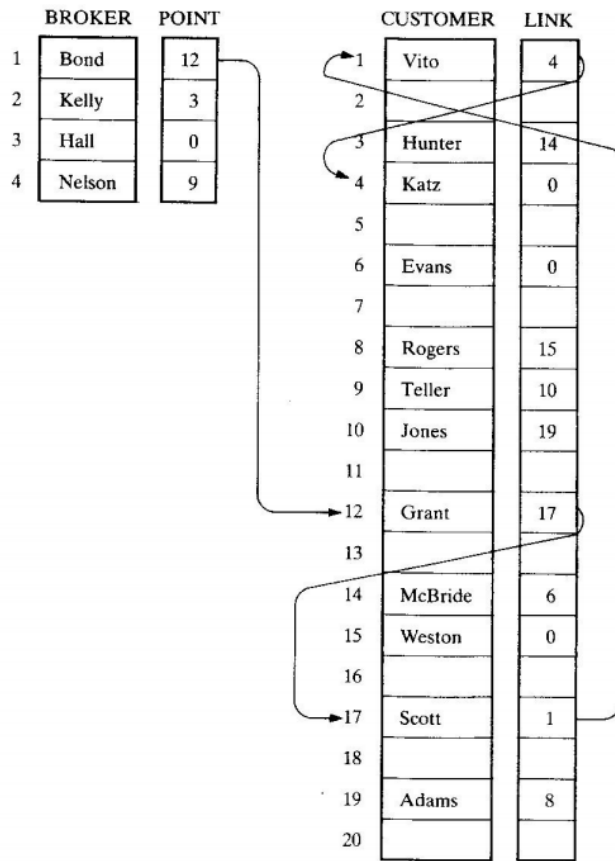 BROKER POINT CUSTOMER LINK
1 Bond 12 1 Vito 4
2 Kelly 3 2
3 Hall 0 3 Hunter 14
4 Nelson 9 4 Katz 0
5
6 Evans 0
7
8 Rogers 15
9 Teller 10
10 Jones 19
11
12 Grant 17
13
14 McBride 6
15 Weston 0
16
17 Scott 1
18
19 Adams 8
20